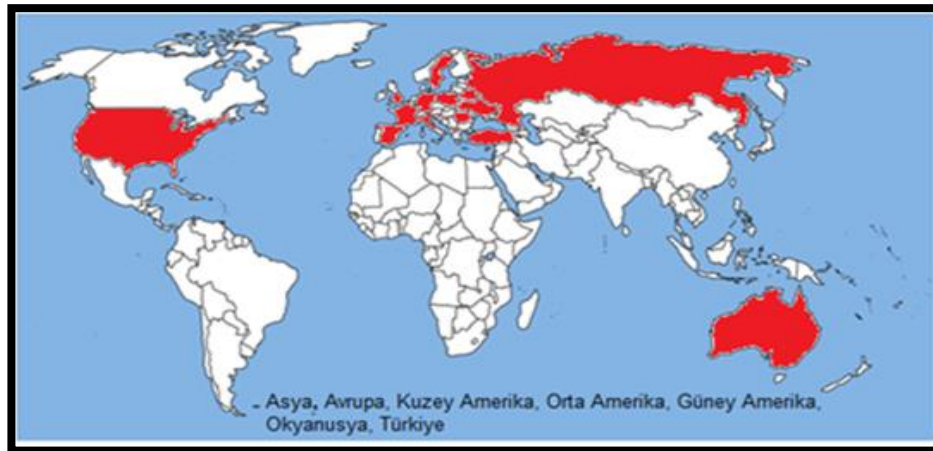 - Asya, Avrupa, Kuzey Amerika, Orta Amerika, Güney Amerika,
Okyanusya, Türkiye